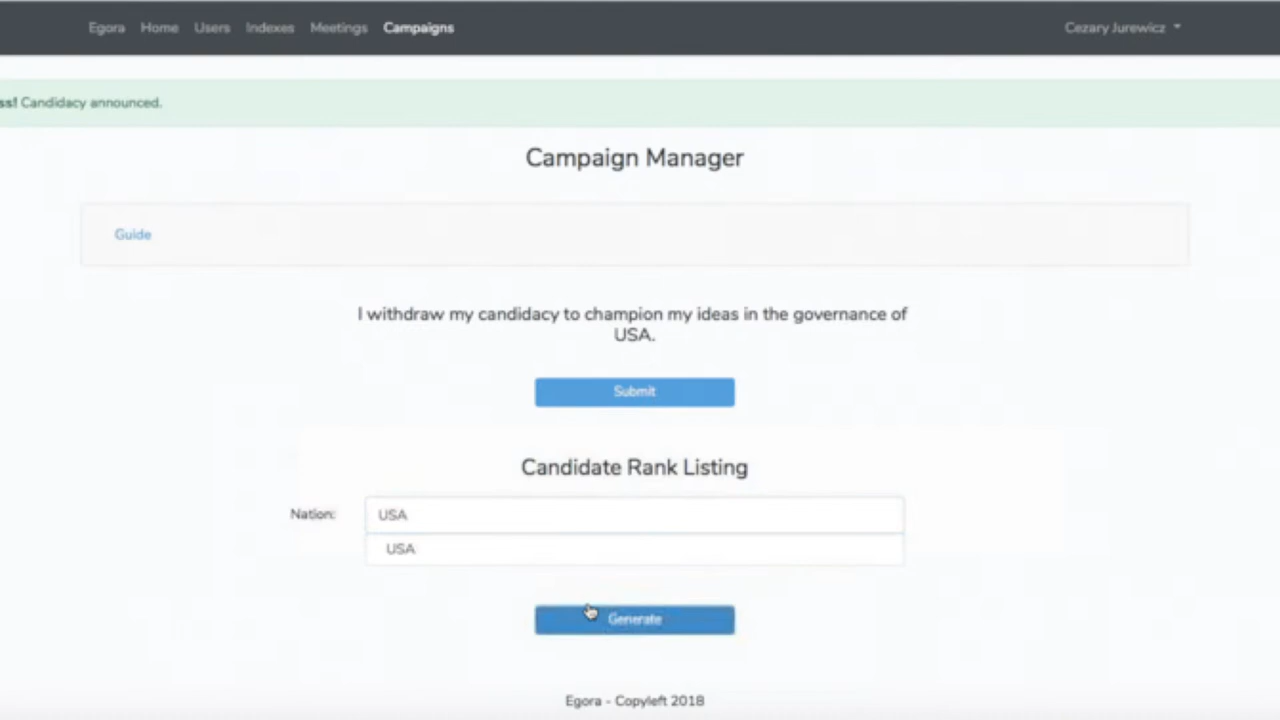 Egora Home Users Indexes Meetings Campaigns Cezary Jurewicz
ss! Candidacy announced.
Campaign Manager
Guide
I withdraw my candidacy to champion my ideas in the governance of
USA.
Submit
Candidate Rank Listing
Nation: USA
USA
Generate
Egora - Copyleft 2018